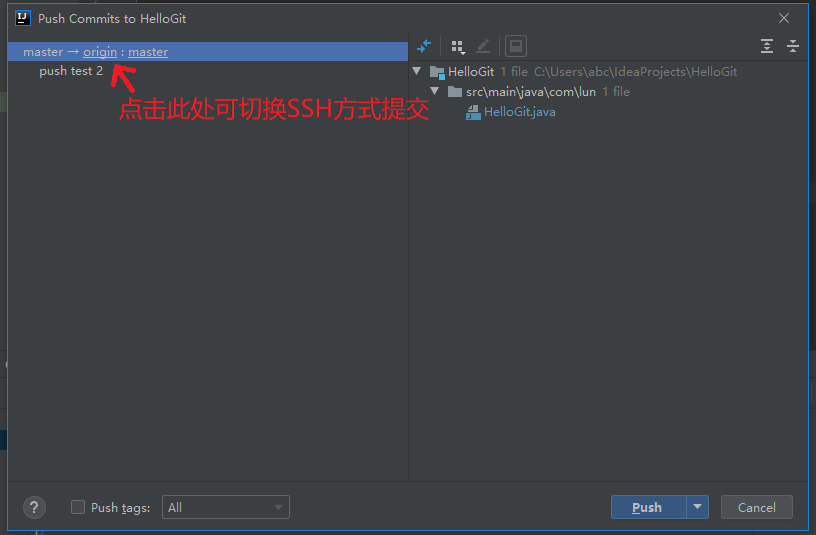 Push Commits to HelloGit
master → origin : master
push test 2
点击此处可切换SSH方式提交
HelloGit 1 file C:\Users\abc\IdeaProjects\HelloGit
src\main\java\com\lun 1 file
HelloGit.java
? Push tags: All Push Cancel